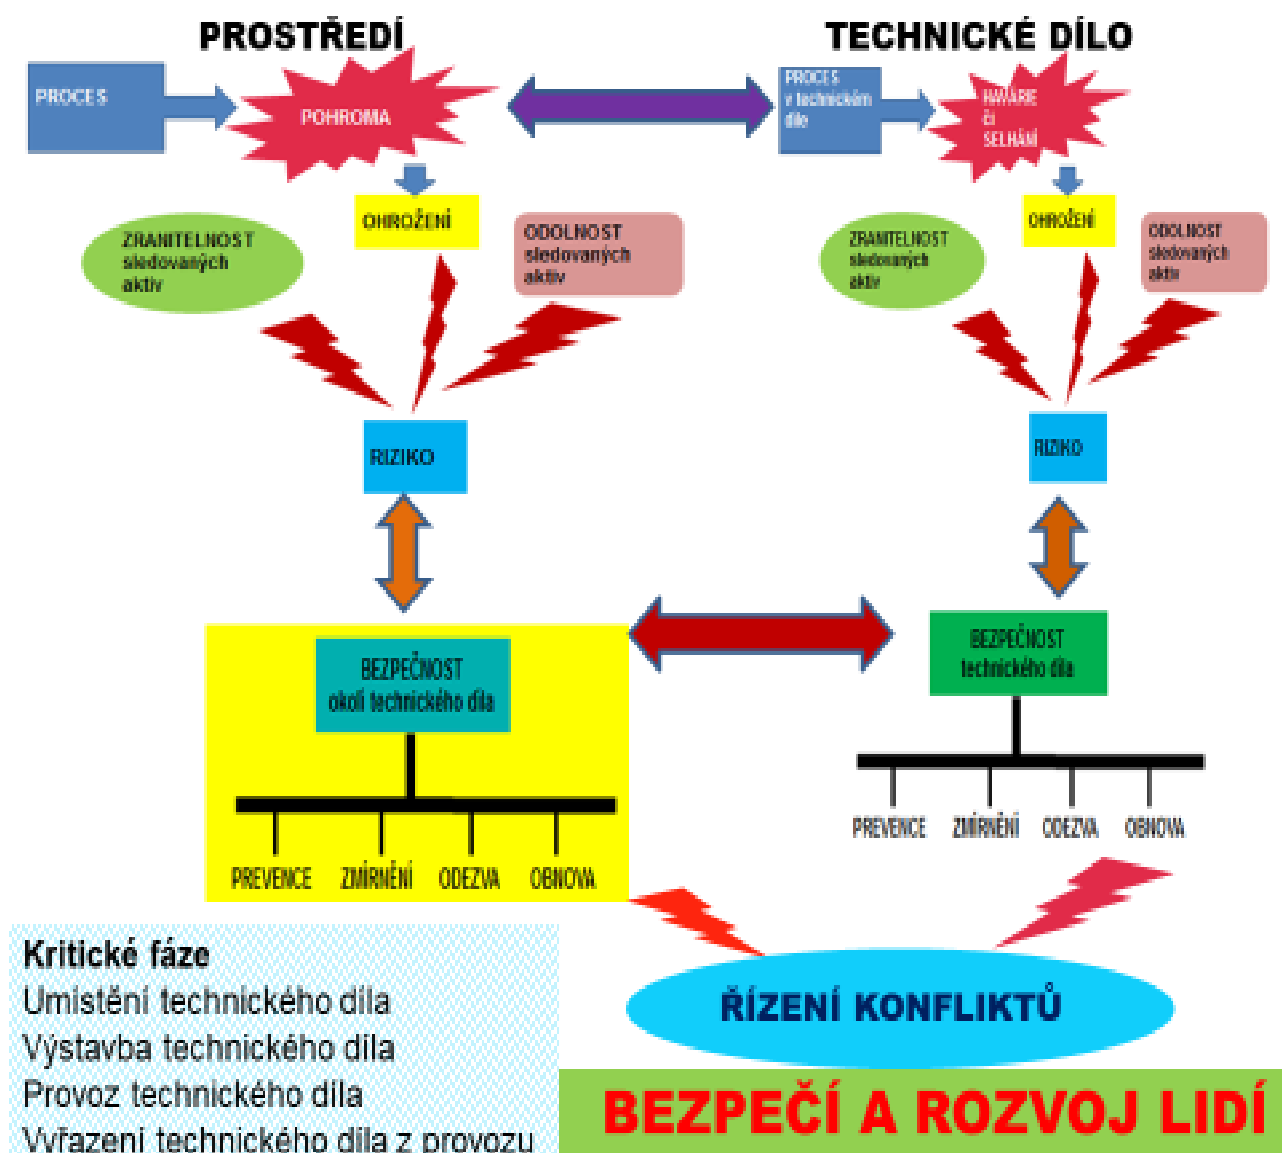 PROSTŘEDÍ
TECHNICKÉ DÍLO
PROCES
POHROMA
PROCES
v technickém
díle
HAVÁRIE
ČI
SELHÁNÍ
OHROŽENÍ
ZRANITELNOST
sledovaných
aktiv
ODOLNOST
sledovaných
aktiv
OHROŽENÍ
ZRANITELNOST
sledovaných
aktiv
ODOLNOST
sledovaných
aktiv
RIZIKO
RIZIKO
BEZPEČNOST
okolí technického díla
PREVENCE ZMÍRNĚNÍ ODEZVA OBNOVA
BEZPEČNOST
technického díla
PREVENCE ZMÍRNĚNÍ ODEZVA OBNOVA
Kritické fáze
Umístění technického díla
Výstavba technického díla
Provoz technického díla
Vyřazení technického díla z provozu
ŘÍZENÍ KONFLIKTŮ
BEZPEČÍ A ROZVOJ LIDÍ